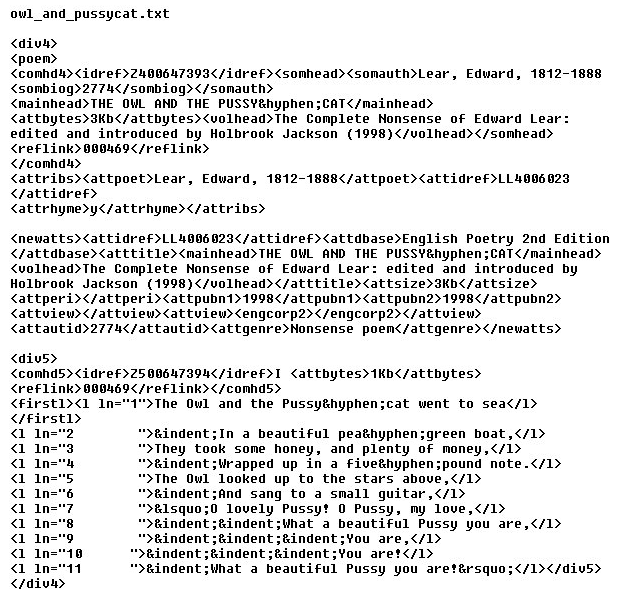 owl_and_pussycat.txt
<div4>
<poem>
<comhd4><idref>Z400647393</idref><somhead><somauth>Lear, Edward, 1812-1888
<sombiog>2774</sombiog></somauth>
<mainhead>THE OWL AND THE PUSSY&hyphen;CAT</mainhead>
<attbytes>3Kb</attbytes><volhead>The Complete Nonsense of Edward Lear:
edited and introduced by Holbrook Jackson (1998)</volhead></somhead>
<reflink>000469</reflink>
</comhd4>
<attribs><attpoet>Lear, Edward, 1812-1888</attpoet><attidref>LL4006023
</attidref>
<attrhyme>y</attrhyme></attribs>
<newatts><attidref>LL4006023</attidref><attdbase>English Poetry 2nd Edition
</attdbase><atttitle><mainhead>THE OWL AND THE PUSSY&hyphen;CAT</mainhead>
<volhead>The Complete Nonsense of Edward Lear: edited and introduced by
Holbrook Jackson (1998)</volhead></atttitle><attsize>3Kb</attsize>
<attperi></attperi><attpubn1>1998</attpubn1><attpubn2>1998</attpubn2>
<attview></attview><attview><engcorp2></engcorp2></attview>
<attautid>2774</attautid><attgenre>Nonsense poem</attgenre></newatts>
<div5>
<comhd5><idref>Z500647394</idref>I <attbytes>1Kb</attbytes>
<reflink>000469</reflink></comhd5>
<firstl><l ln="1">The Owl and the Pussy&hyphen;cat went to sea</l>
</firstl>
<l ln="2        ">&indent;In a beautiful pea&hyphen;green boat,</l>
<l ln="3        ">They took some honey, and plenty of money,</l>
<l ln="4        ">&indent;Wrapped up in a five&hyphen;pound note.</l>
<l ln="5        ">The Owl looked up to the stars above,</l>
<l ln="6        ">&indent;And sang to a small guitar,</l>
<l ln="7        ">&lsquo;O lovely Pussy! O Pussy, my love,</l>
<l ln="8        ">&indent;&indent;What a beautiful Pussy you are,</l>
<l ln="9        ">&indent;&indent;&indent;You are,</l>
<l ln="10      ">&indent;&indent;&indent;You are!</l>
<l ln="11      ">&indent;What a beautiful Pussy you are!&rsquo;</l></div5>
</div4>